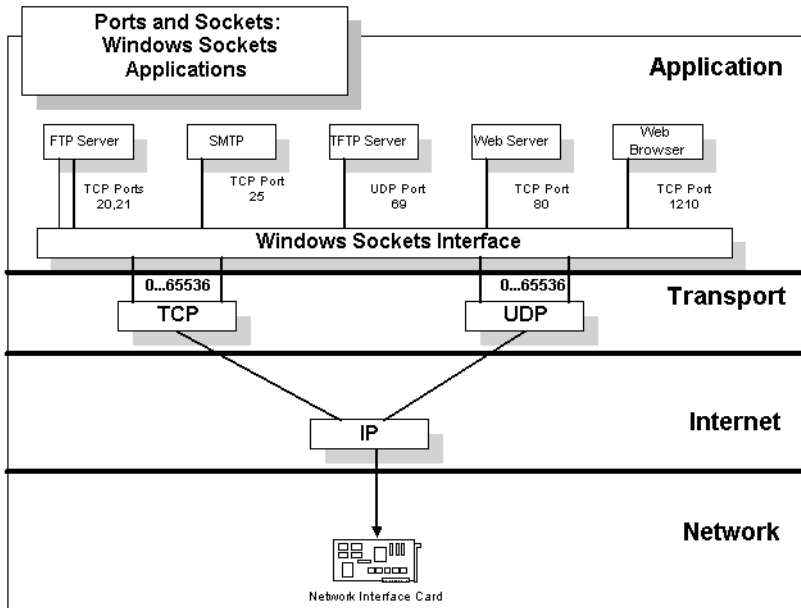 Ports and Sockets:
Windows Sockets
Applications
Application
FTP Server
SMTP
TFTP Server
Web Server
Web
Browser
TCP Ports
20,21
TCP Port
25
UDP Port
69
TCP Port
80
TCP Port
1210
Windows Sockets Interface
0...65536
0...65536
Transport
TCP
UDP
Internet
IP
Network
Network Interface Card